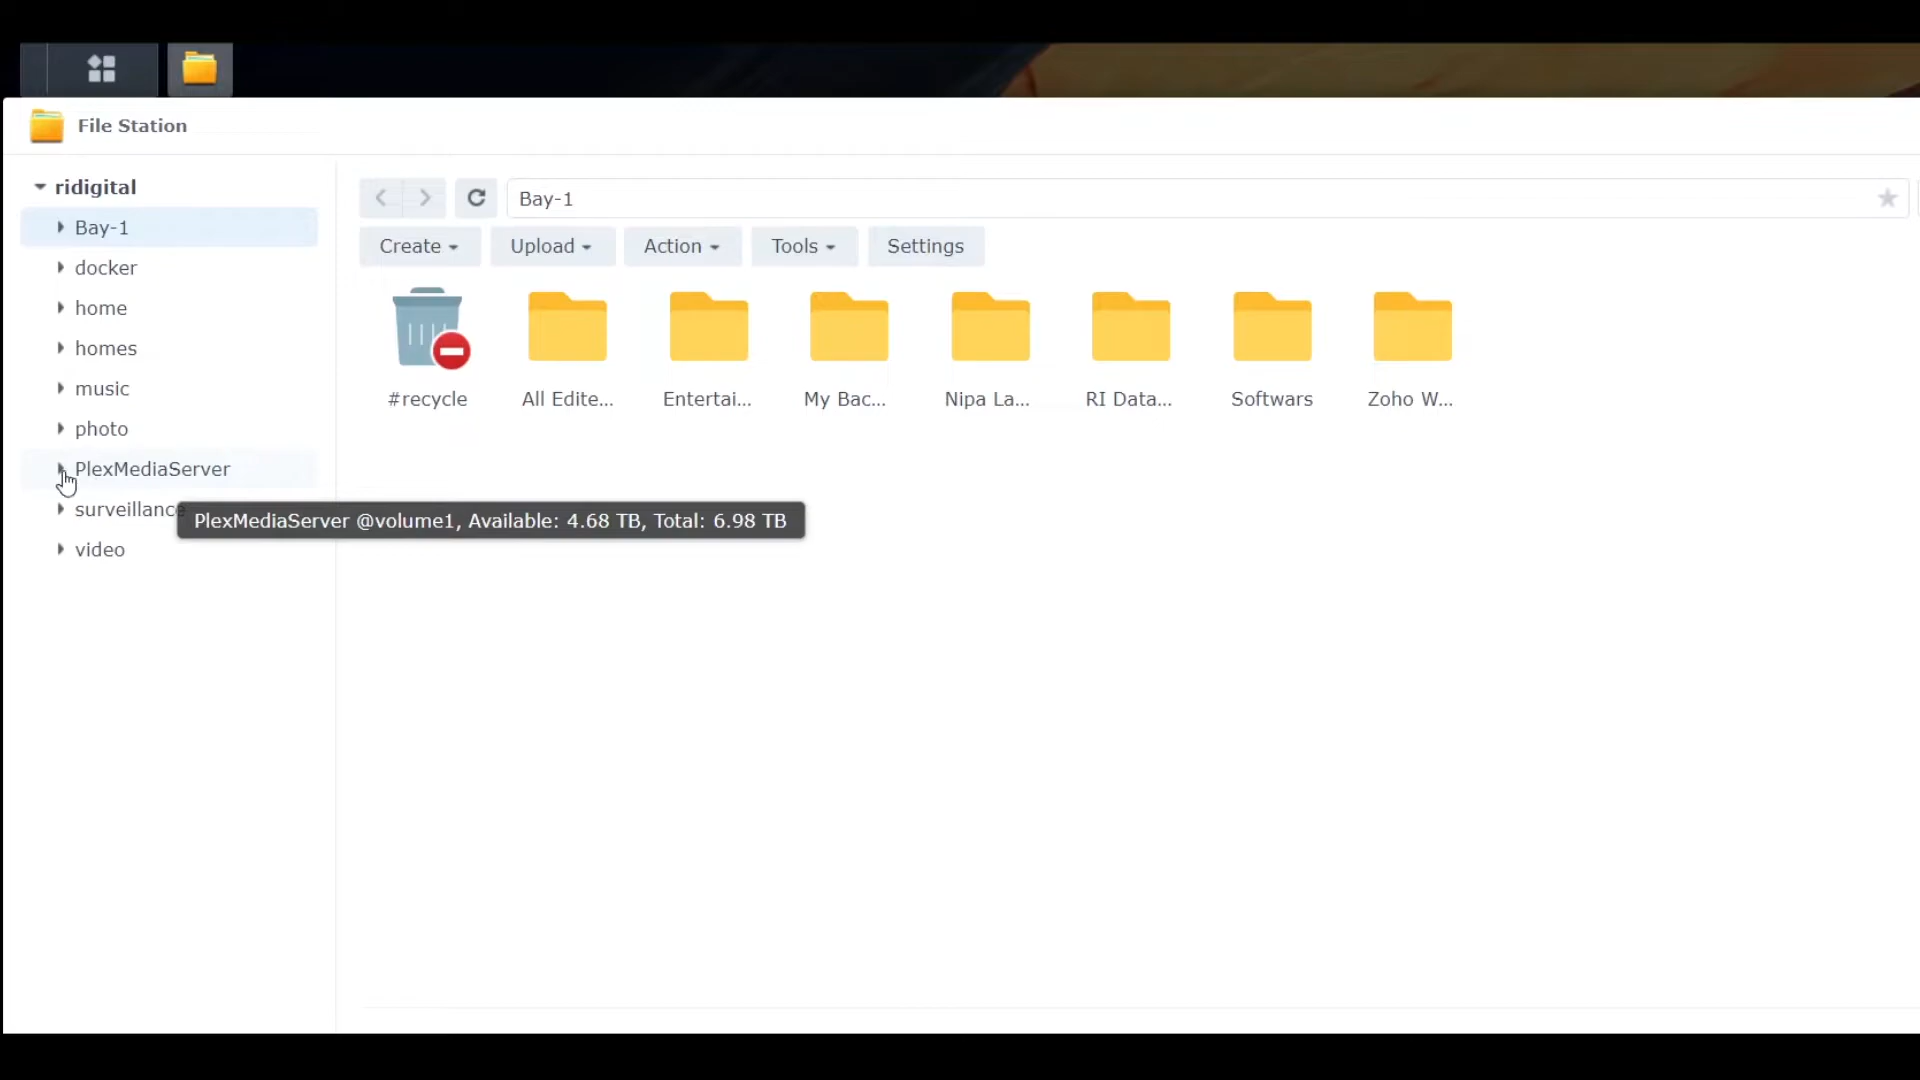 File Station
ridigital
Bay-1
docker
home
homes
music
photo
PlexMediaServer
surveillance
video
Bay-1
Create
Upload
Action
Tools
Settings
#recycle
All Edite...
Entertai...
My Bac...
Nipa La...
RI Data...
Softwars
Zoho W...
PlexMediaServer @volume1, Available: 4.68 TB, Total: 6.98 TB